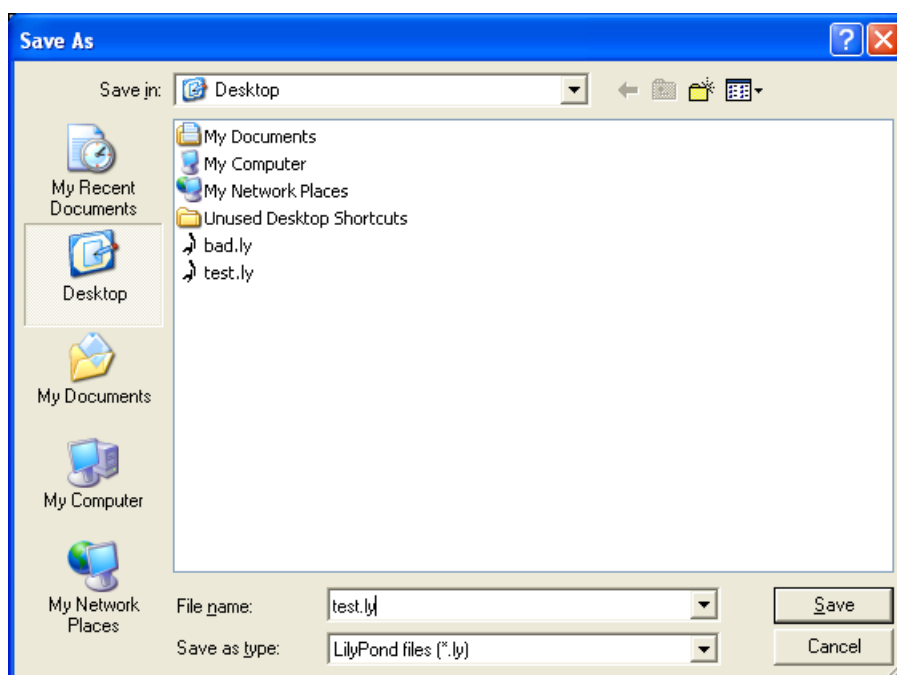 Save As
Save in:
Desktop
My Documents
My Computer
My Network Places
Unused Desktop Shortcuts
bad.ly
test.ly
My Recent
Documents
Desktop
My Documents
My Computer
My Network
Places
File name:
test.ly
Save
Save as type:
LilyPond files (*.ly)
Cancel